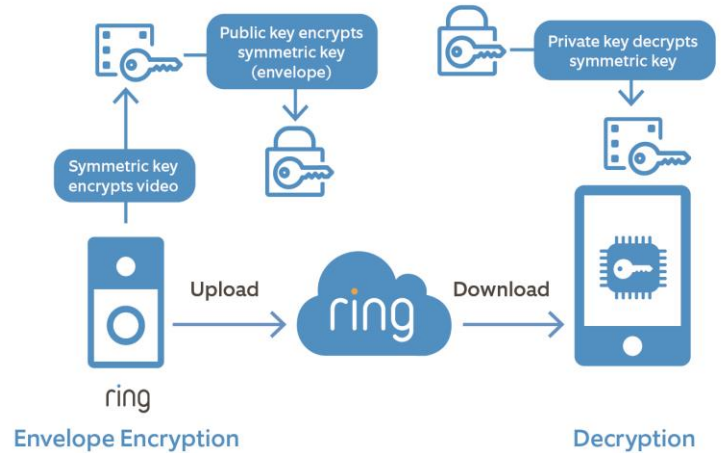 Public key encrypts
symmetric key
(envelope)
Private key decrypts
symmetric key
Symmetric key
encrypts video
Upload
ring
Download
ring
Envelope Encryption
Decryption